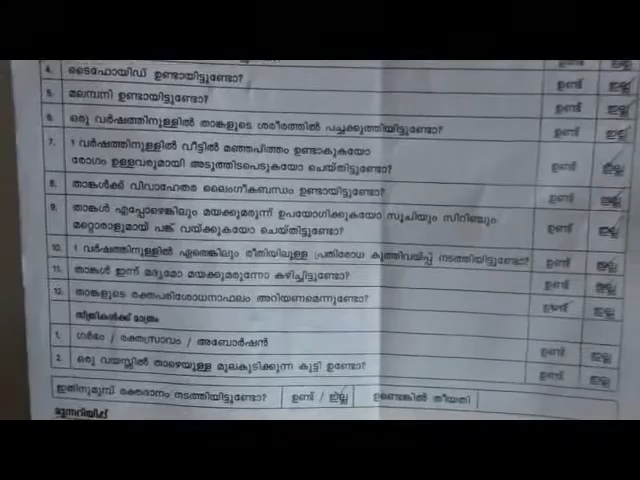 4. ടൈഫോയിഡ് ഉണ്ടായിട്ടുണ്ടോ? ഉണ്ട് ഇല്ല
5. മലമ്പനി ഉണ്ടായിട്ടുണ്ടോ? ഉണ്ട് ഇല്ല
6. ഒരു വർഷത്തിനുള്ളിൽ താങ്കളുടെ ശരീരത്തിൽ പച്ചകുത്തിയിട്ടുണ്ടോ? ഉണ്ട് ഇല്ല
7. 1 വർഷത്തിനുള്ളിൽ വീട്ടിൽ മഞ്ഞപിത്തം ഉണ്ടാകുകയോ
രോഗം ഉള്ളവരുമായി അടുത്തിടപെടുകയോ ചെയ്തിട്ടുണ്ടോ? ഉണ്ട് ഇല്ല
8. താങ്കൾക്ക് വിവാഹേതര ലൈംഗീകബന്ധം ഉണ്ടായിട്ടുണ്ടോ? ഉണ്ട് ഇല്ല
9. താങ്കൾ എപ്പോഴെങ്കിലും മയക്കുമരുന്ന് ഉപയോഗിക്കുകയോ സൂചിയും സിറിഞ്ചും
മറ്റൊരാളുമായി പങ്ക് വയ്ക്കുകയോ ചെയ്തിട്ടുണ്ടോ? ഉണ്ട് ഇല്ല
10. 1 വർഷത്തിനുള്ളിൽ ഏതെങ്കിലും രീതിയിലുള്ള പ്രതിരോധ കുത്തിവയ്പ്പ് നടത്തിയിട്ടുണ്ടോ? ഉണ്ട് ഇല്ല
11. താങ്കൾ ഇന്ന് മദ്യമോ മയക്കുമരുന്നോ കഴിച്ചിട്ടുണ്ടോ? ഉണ്ട് ഇല്ല
12. താങ്കളുടെ രക്തപരിശോധനാഫലം അറിയണമെന്നുണ്ടോ? ഉണ്ട് ഇല്ല
സ്ത്രീകൾക്ക് മാത്രം
1. ഗർഭം / രക്തസ്രാവം / അബോർഷൻ ഉണ്ട് ഇല്ല
2. ഒരു വയസ്സിൽ താഴെയുള്ള മുലകുടിക്കുന്ന കുട്ടി ഉണ്ടോ? ഉണ്ട് ഇല്ല
ഇതിനുമുമ്പ് രക്തദാനം നടത്തിയിട്ടുണ്ടോ? ഉണ്ട് / ഇല്ല ഉണ്ടെങ്കിൽ തീയതി
മുന്നറിയിപ്പ്